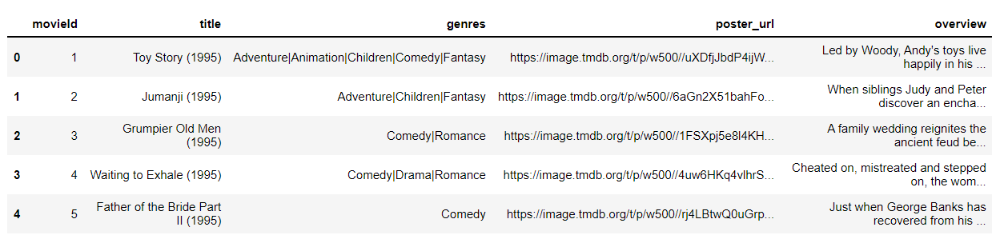 movieId title genres poster_url overview
0 1 Toy Story (1995) Adventure|Animation|Children|Comedy|Fantasy https://image.tmdb.org/t/p/w500//uXDfjJbdP4ijW... Led by Woody, Andy's toys live
happily in his ...
1 2 Jumanji (1995) Adventure|Children|Fantasy https://image.tmdb.org/t/p/w500//6aGn2X51bahFo... When siblings Judy and Peter
discover an encha...
2 3 Grumpier Old Men
(1995) Comedy|Romance https://image.tmdb.org/t/p/w500//1FSXpj5e8l4KH... A family wedding reignites the
ancient feud be...
3 4 Waiting to Exhale (1995) Comedy|Drama|Romance https://image.tmdb.org/t/p/w500//4uw6HKq4vlhrS... Cheated on, mistreated and stepped
on, the wom...
4 5 Father of the Bride Part
II (1995) Comedy https://image.tmdb.org/t/p/w500//rj4LBtwQ0uGrp... Just when George Banks has
recovered from his ...